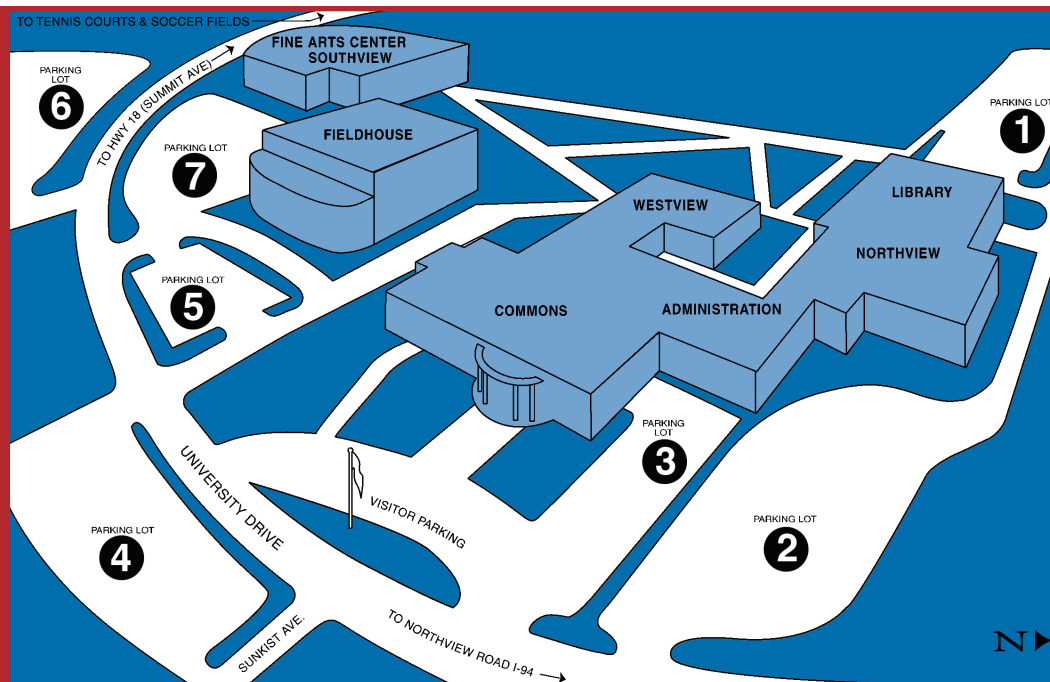 TO TENNIS COURTS & SOCCER FIELDS
FINE ARTS CENTER
SOUTHVIEW
TO HWY 18 (SUMMIT AVE)
PARKING
LOT
6
PARKING LOT
7
FIELDHOUSE
PARKING LOT
1
LIBRARY
WESTVIEW
NORTHVIEW
PARKING LOT
5
COMMONS
ADMINISTRATION
PARKING
LOT
3
UNIVERSITY DRIVE
VISITOR PARKING
PARKING LOT
4
PARKING LOT
2
SUNKIST AVE.
TO NORTHVIEW ROAD I-94
N